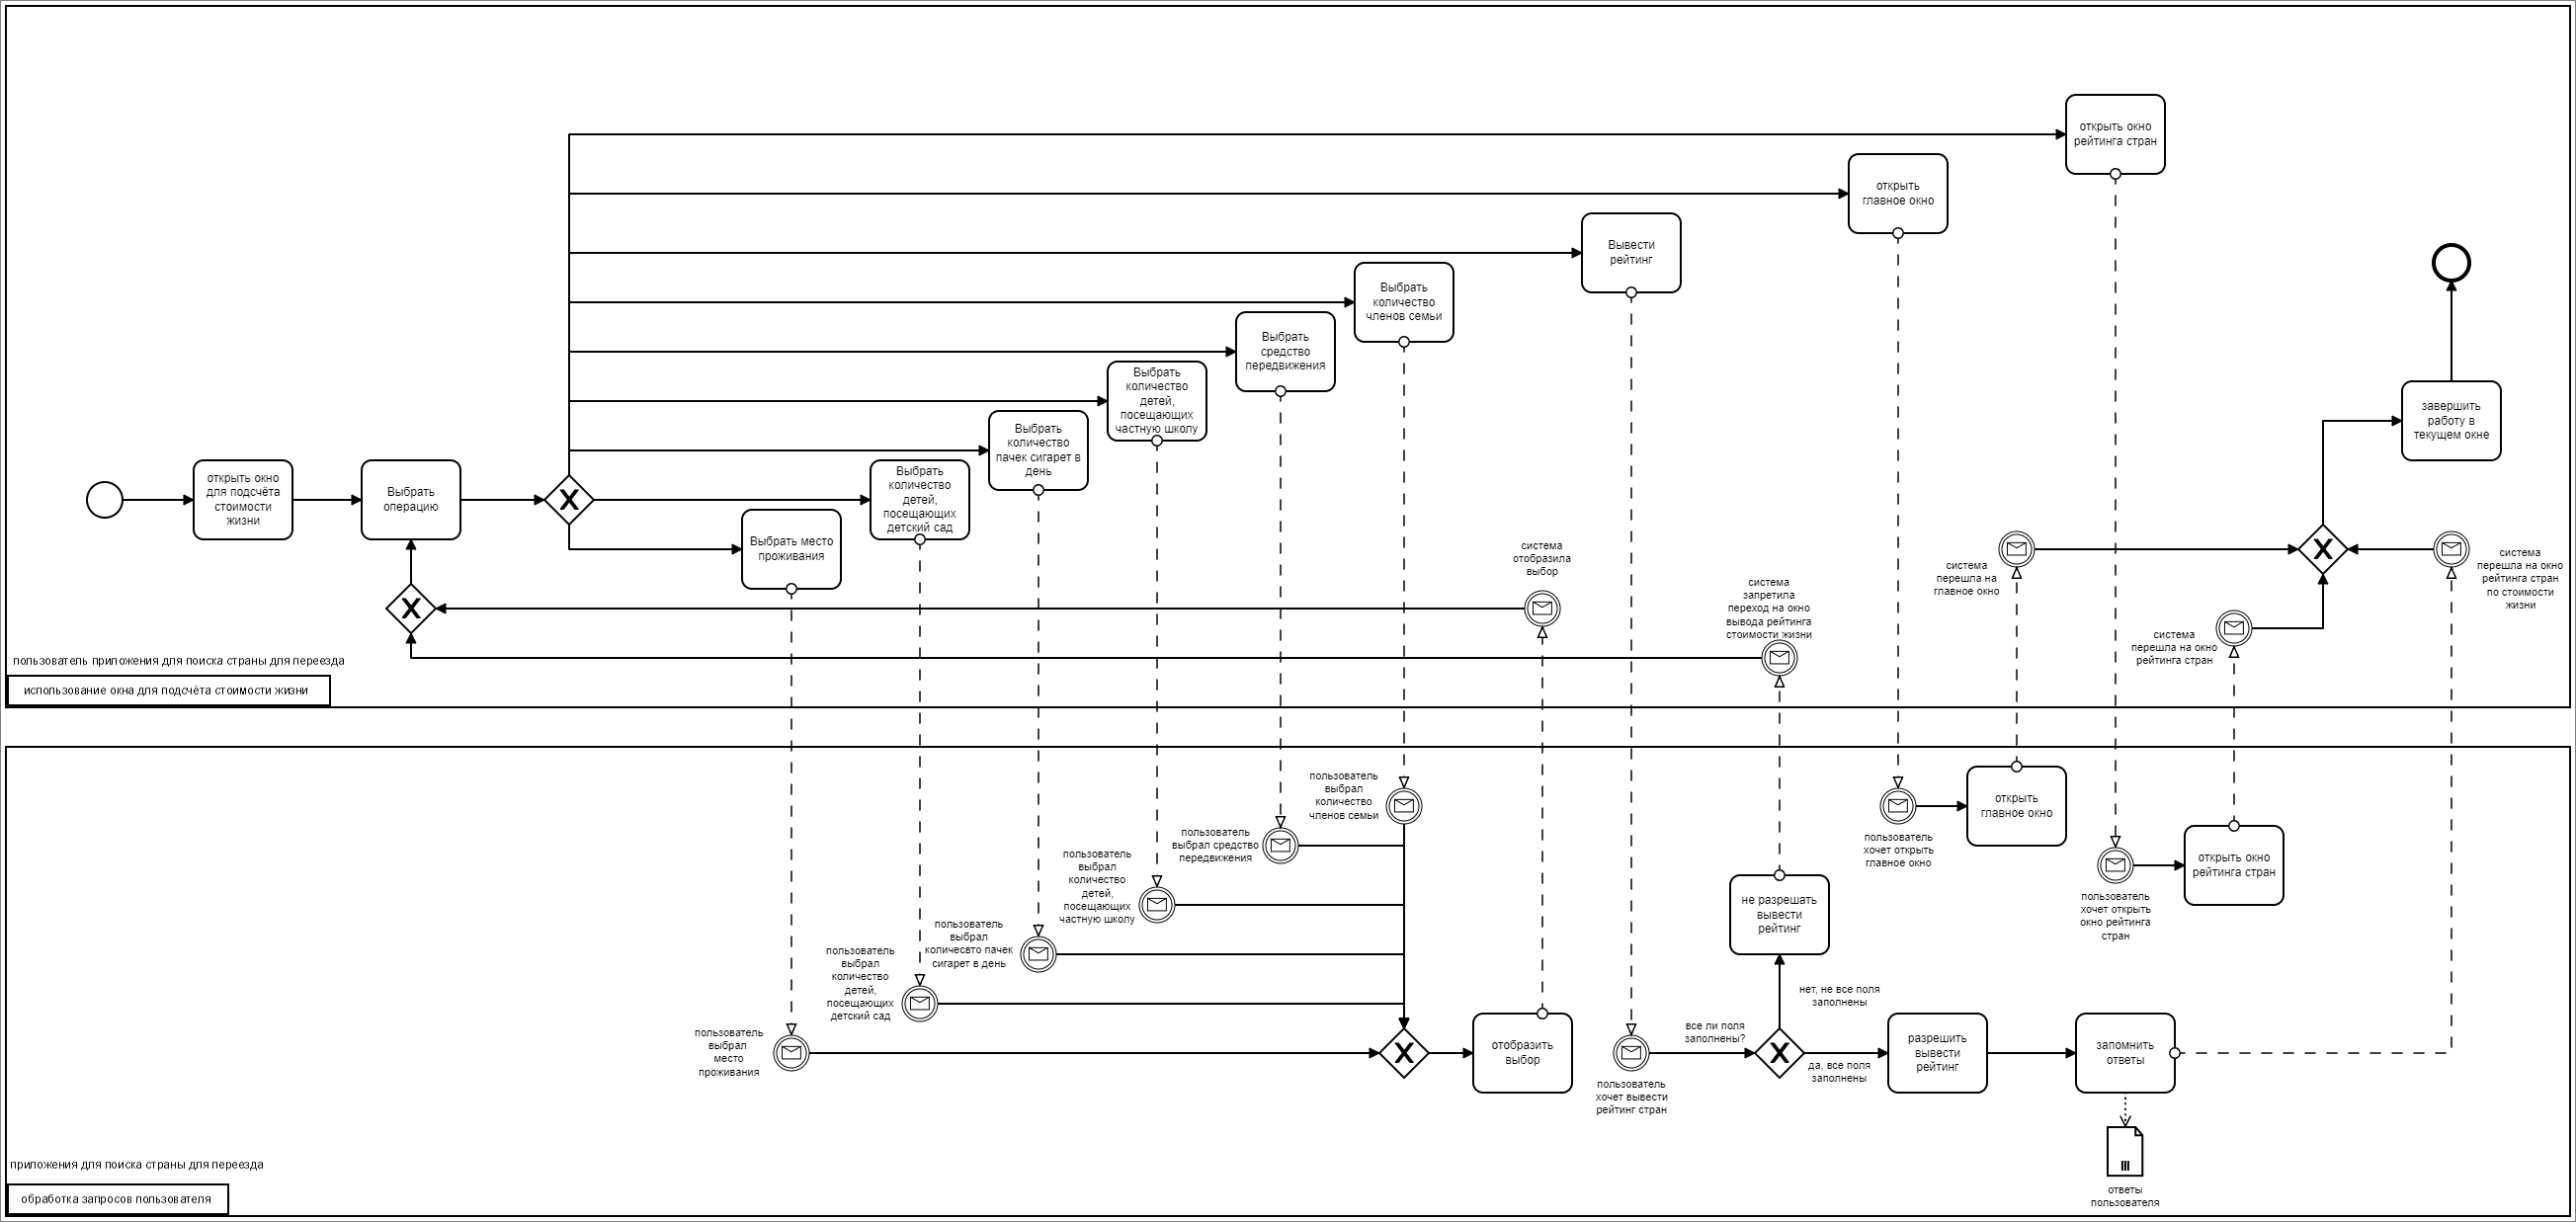 открыть окно
рейтинга стран
открыть
главное окно
Вывести
рейтинг
Выбрать
количество
членов семьи
Выбрать
средство
передвижения
Выбрать
количество
детей,
посещающих
частную школу
Выбрать
количество
пачек сигарет в
день
Выбрать
количество
детей,
посещающих
детский сад
Выбрать место
проживания
открыть окно
для подсчёта
стоимости
жизни
Выбрать
операцию
завершить
работу в
текущем окне
система
отобразила
выбор
система
запретила
переход на окно
вывода рейтинга
стоимости жизни
система
перешла на
главное окно
система
перешла на окно
рейтинга стран
система
перешла на окно
рейтинга стран
по стоимости
жизни
пользователь приложения для поиска страны для переезда
использование окна для подсчёта стоимости жизни
пользователь
выбрал
количество
членов семьи
пользователь
выбрал средство
передвижения
пользователь
выбрал
количество
детей,
посещающих
частную школу
пользователь
выбрал
количесвто пачек
сигарет в день
пользователь
выбрал
количество
детей,
посещающих
детский сад
пользователь
выбрал
место
проживания
отобразить
выбор
пользователь
хочет вывести
рейтинг стран
все ли поля
заполнены?
не разрешать
вывести
рейтинг
нет, не все поля
заполнены
да, все поля
заполнены
разрешить
вывести
рейтинг
запомнить
ответы
ответы
пользователя
пользователь
хочет открыть
главное окно
открыть
главное окно
пользователь
хочет открыть
окно рейтинга
стран
открыть окно
рейтинга стран
приложения для поиска страны для переезда
обработка запросов пользователя